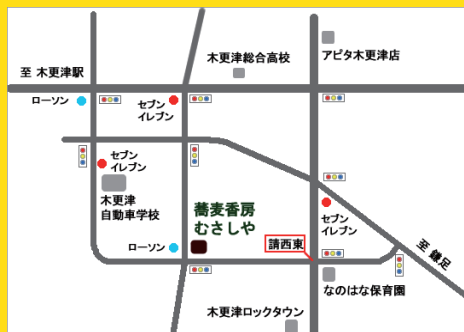 木更津総合高校
アピタ木更津店
至 木更津駅
ローソン
セブン
イレブン
セブン
イレブン
木更津
自動車学校
蕎麦香房
むさしや
セブン
イレブン
ローソン
請西東
至 鎌足
なのはな保育園
木更津ロックタウン